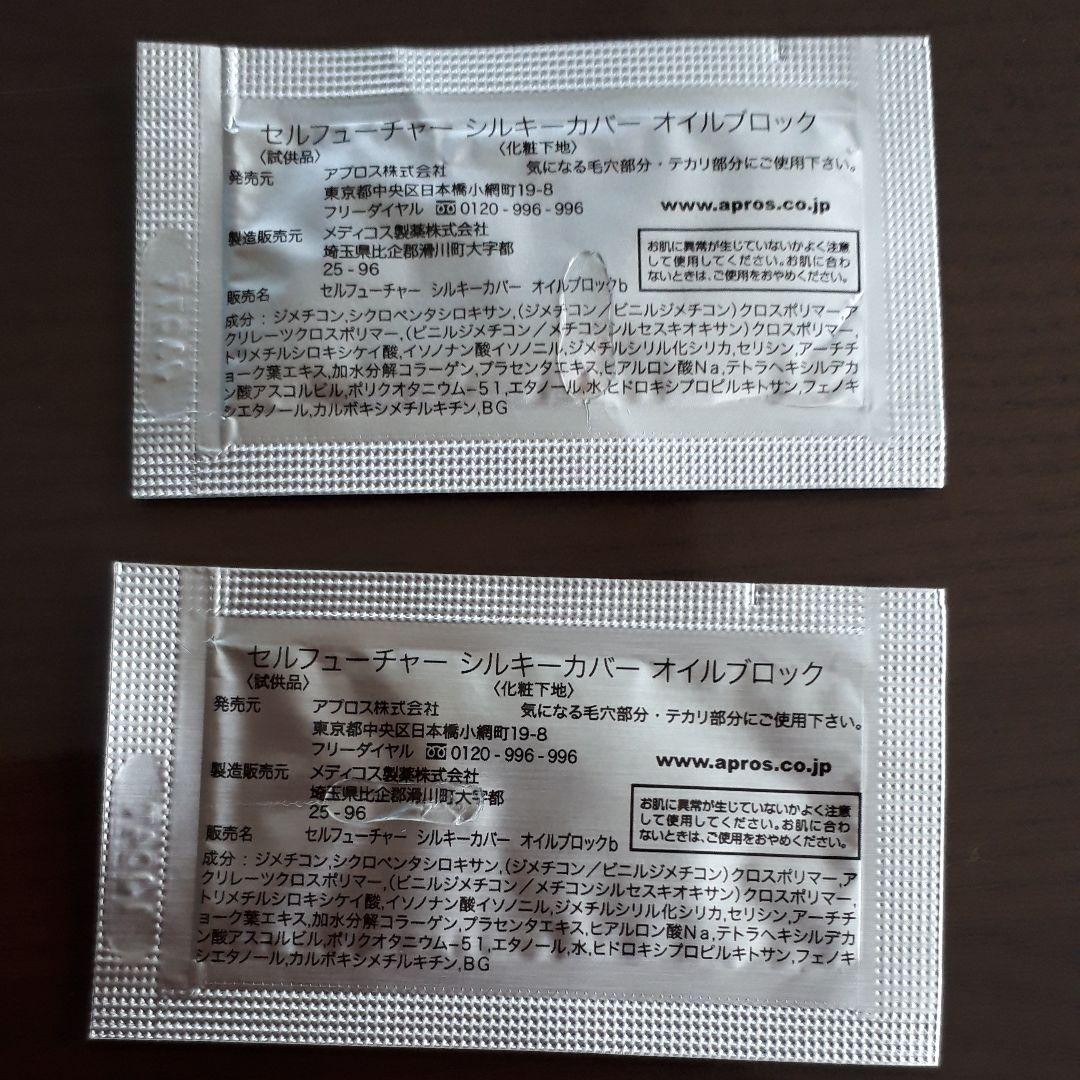 セルフューチャー シルキーカバー オイルブロック
〈試供品〉 〈化粧下地〉
発売元 アプロス株式会社 気になる毛穴部分・テカリ部分にご使用下さい。
東京都中央区日本橋小網町19-8
フリーダイヤル 0120-996-996 www.apros.co.jp
製造販売元 メディコス製薬株式会社
埼玉県比企郡滑川町大字都
25-96
お肌に異常が生じていないかよく注意
して使用してください。お肌に合わ
ないときは、ご使用をおやめください。
販売名 セルフューチャー シルキーカバー オイルブロックb
成分：ジメチコン,シクロペンタシロキサン,(ジメチコン／ビニルジメチコン)クロスポリマー,ア
クリレーツクロスポリマー,(ビニルジメチコン／メチコンシルセスキオキサン)クロスポリマー,
トリメチルシロキシケイ酸,イソノナン酸イソノニル,ジメチルシリル化シリカ,セリシン,アーチチ
ョーク葉エキス,加水分解コラーゲン,プラセンタエキス,ヒアルロン酸Na,テトラヘキシルデカ
ン酸アスコルビル,ポリクオタニウム-51,エタノール,水,ヒドロキシプロピルキトサン,フェノキ
シエタノール,カルボキシメチルキチン,BG
セルフューチャー シルキーカバー オイルブロック
〈試供品〉 〈化粧下地〉
発売元 アプロス株式会社 気になる毛穴部分・テカリ部分にご使用下さい。
東京都中央区日本橋小網町19-8
フリーダイヤル 0120-996-996 www.apros.co.jp
製造販売元 メディコス製薬株式会社
埼玉県比企郡滑川町大字都
25-96
お肌に異常が生じていないかよく注意
して使用してください。お肌に合わ
ないときは、ご使用をおやめください。
販売名 セルフューチャー シルキーカバー オイルブロックb
成分：ジメチコン,シクロペンタシロキサン,(ジメチコン／ビニルジメチコン)クロスポリマー,ア
クリレーツクロスポリマー,(ビニルジメチコン／メチコンシルセスキオキサン)クロスポリマー,
トリメチルシロキシケイ酸,イソノナン酸イソノニル,ジメチルシリル化シリカ,セリシン,アーチチ
ョーク葉エキス,加水分解コラーゲン,プラセンタエキス,ヒアルロン酸Na,テトラヘキシルデカ
ン酸アスコルビル,ポリクオタニウム-51,エタノール,水,ヒドロキシプロピルキトサン,フェノキ
シエタノール,カルボキシメチルキチン,BG